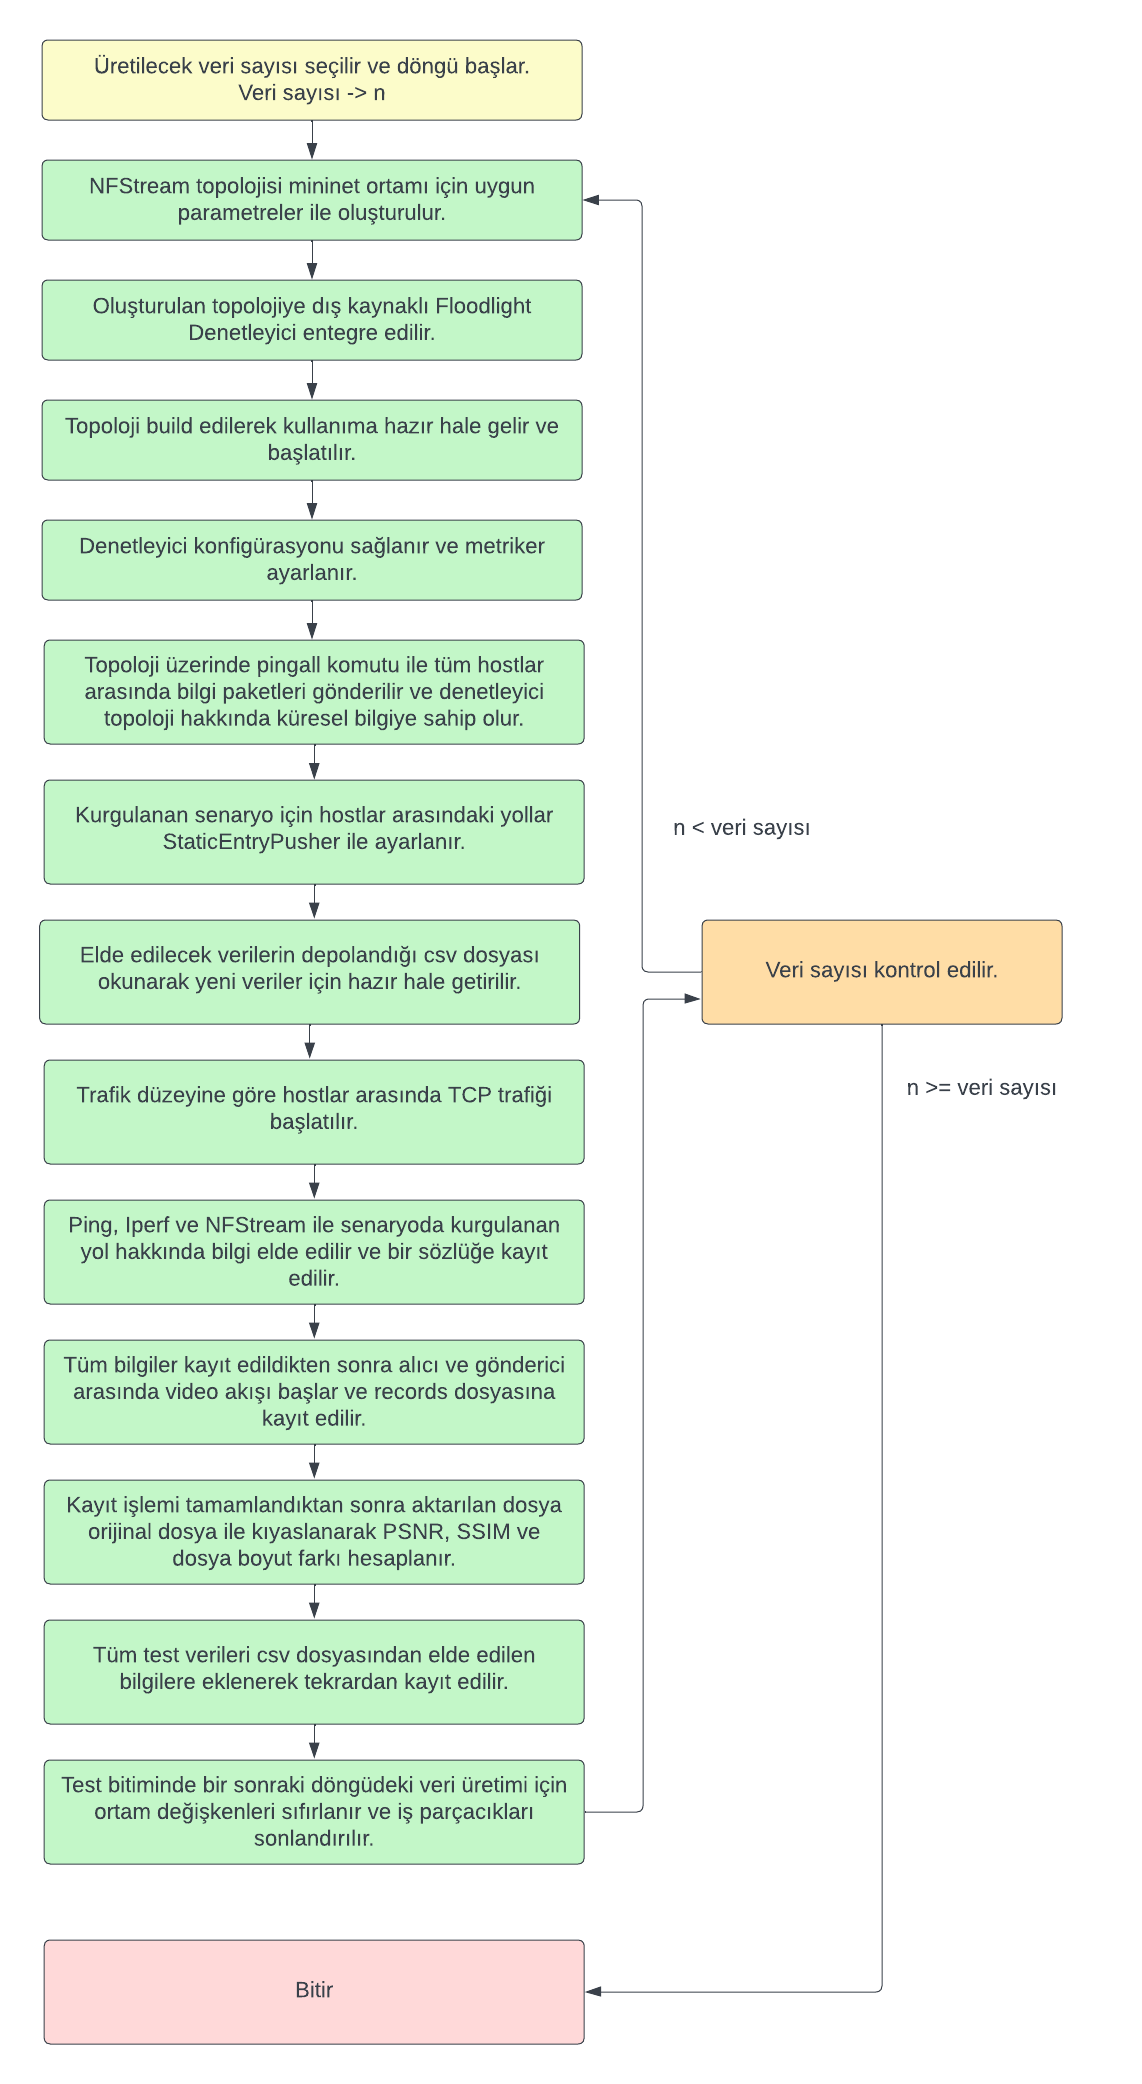 Üretilecek veri sayısı seçilir ve döngü başlar.
Veri sayısı -> n
NFStream topolojisi mininet ortamı için uygun
parametreler ile oluşturulur.
Oluşturulan topolojiye dış kaynaklı Floodlight
Denetleyici entegre edilir.
Topoloji build edilerek kullanıma hazır hale gelir ve
başlatılır.
Denetleyici konfigürasyonu sağlanır ve metriker
ayarlanır.
Topoloji üzerinde pingall komutu ile tüm hostlar
arasında bilgi paketleri gönderilir ve denetleyici
topoloji hakkında küresel bilgiye sahip olur.
Kurgulanan senaryo için hostlar arasındaki yollar
StaticEntryPusher ile ayarlanır.
n < veri sayısı
Elde edilecek verilerin depolandığı csv dosyası
okunarak yeni veriler için hazır hale getirilir.
Veri sayısı kontrol edilir.
n >= veri sayısı
Trafik düzeyine göre hostlar arasında TCP trafiği
başlatılır.
Ping, Iperf ve NFStream ile senaryoda kurgulanan
yol hakkında bilgi elde edilir ve bir sözlüğe kayıt
edilir.
Tüm bilgiler kayıt edildikten sonra alıcı ve gönderici
arasında video akışı başlar ve records dosyasına
kayıt edilir.
Kayıt işlemi tamamlandıktan sonra aktarılan dosya
orijinal dosya ile kıyaslanarak PSNR, SSIM ve
dosya boyut farkı hesaplanır.
Tüm test verileri csv dosyasından elde edilen
bilgilere eklenerek tekrardan kayıt edilir.
Test bitiminde bir sonraki döngüdeki veri üretimi için
ortam değişkenleri sıfırlanır ve iş parçacıkları
sonlandırılır.
Bitir